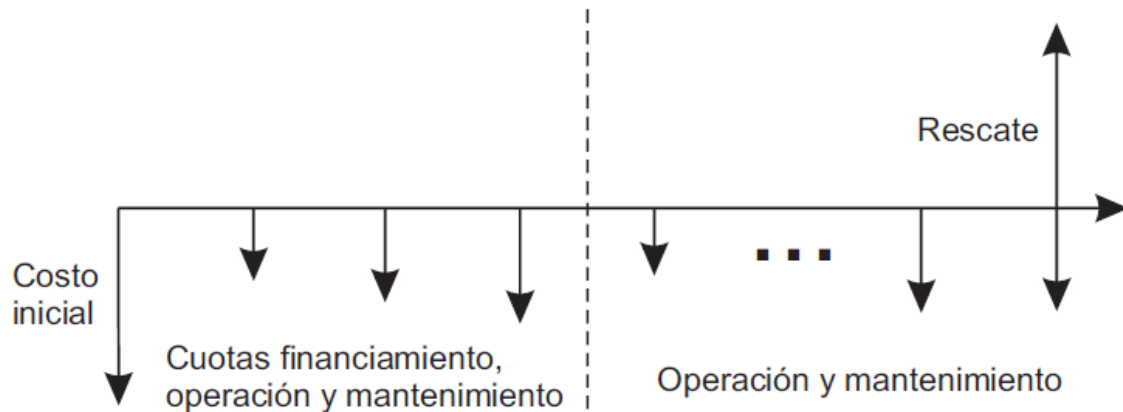 Rescate
Costo
inicial
Cuotas financiamiento,
operación y mantenimiento
Operación y mantenimiento